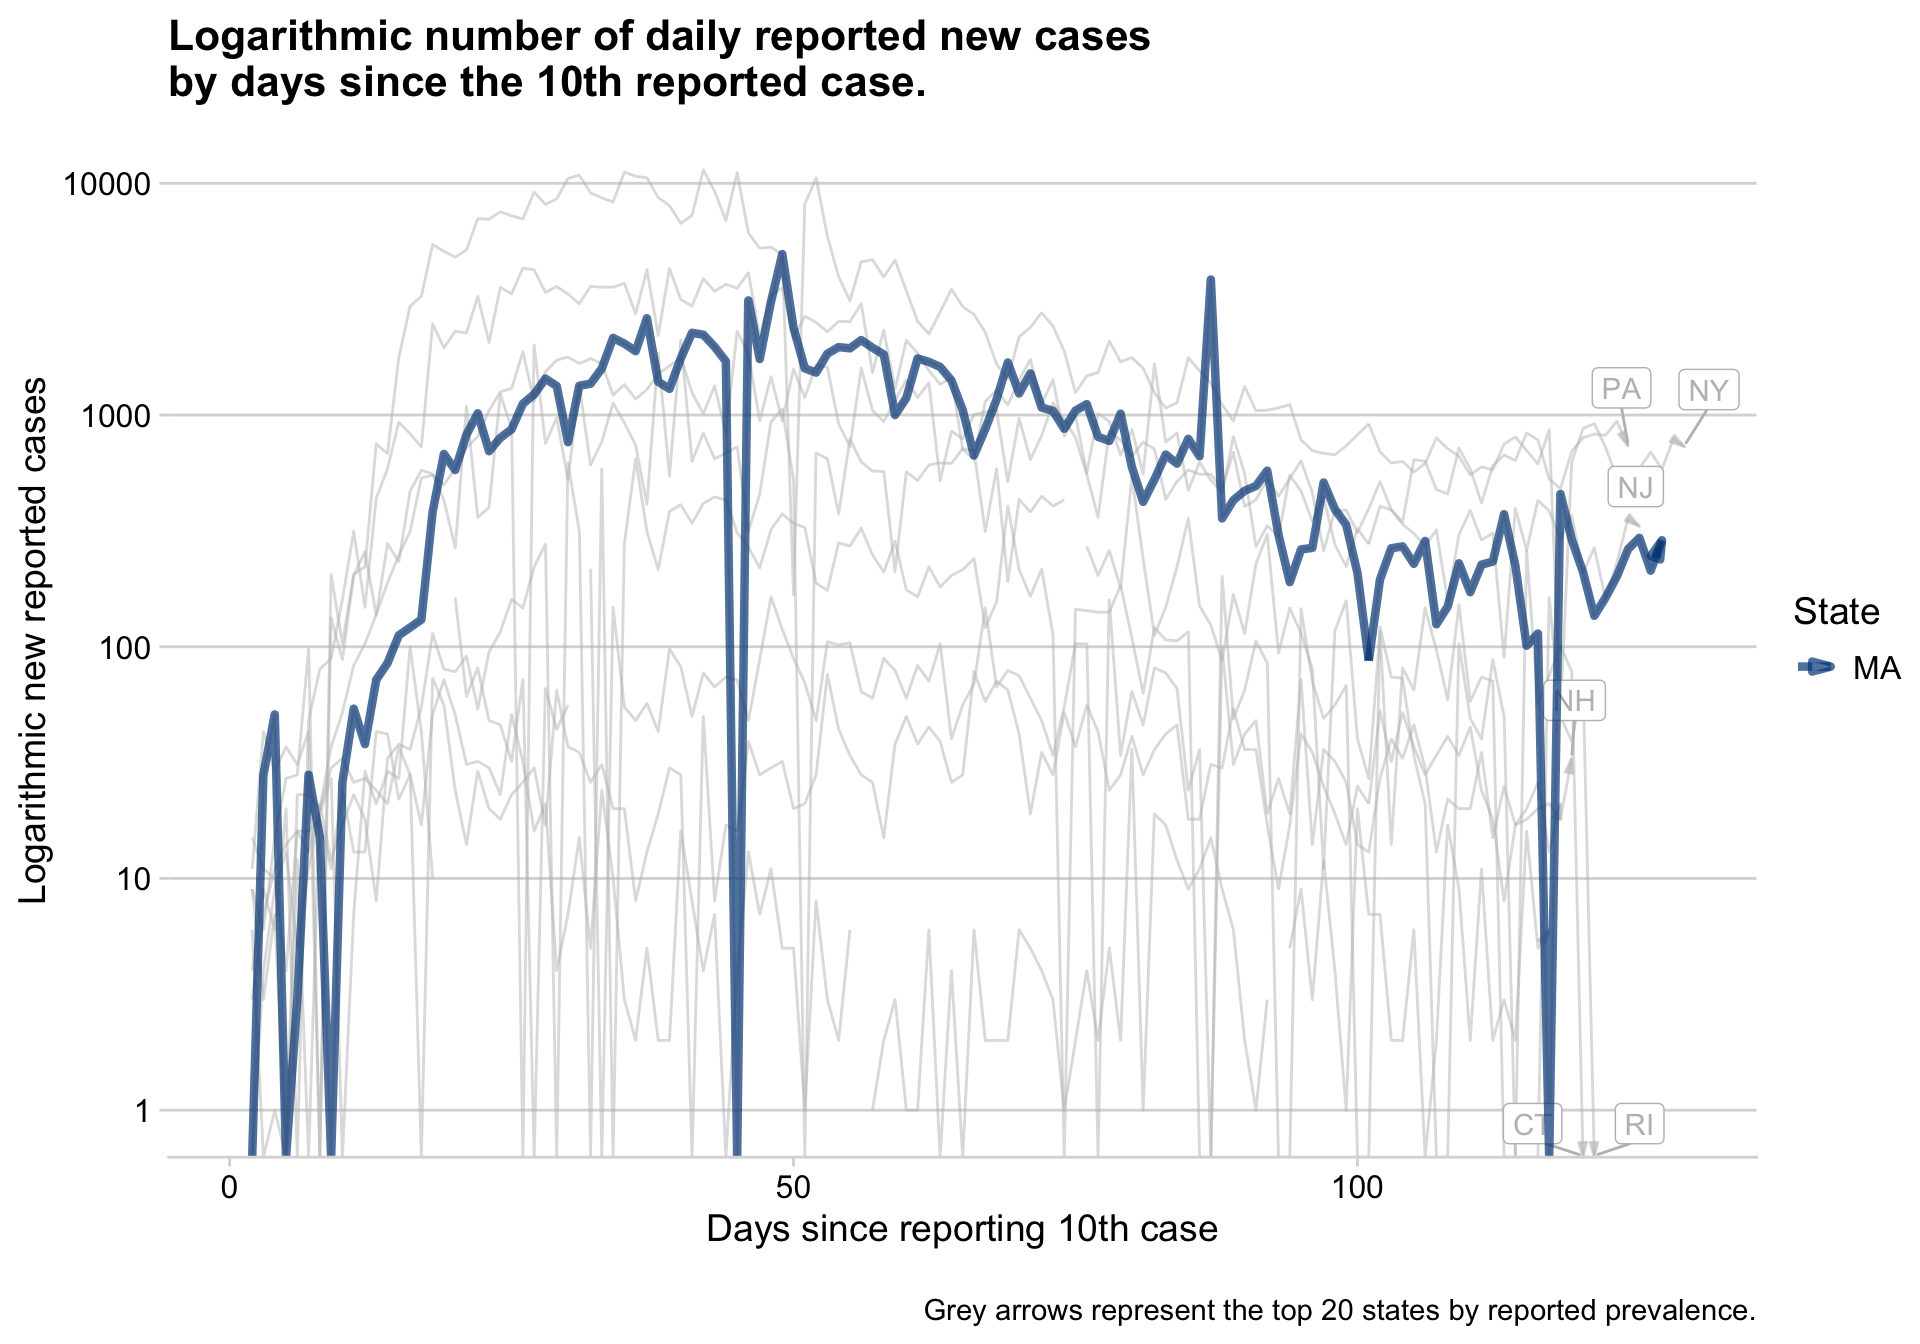 Logarithmic number of daily reported new cases
by days since the 10th reported case.
Logarithmic new reported cases
10000
1000
100
10
1
PA
NY
NJ
NH
CT
RI
State
MA
0
50
100
Days since reporting 10th case
Grey arrows represent the top 20 states by reported prevalence.